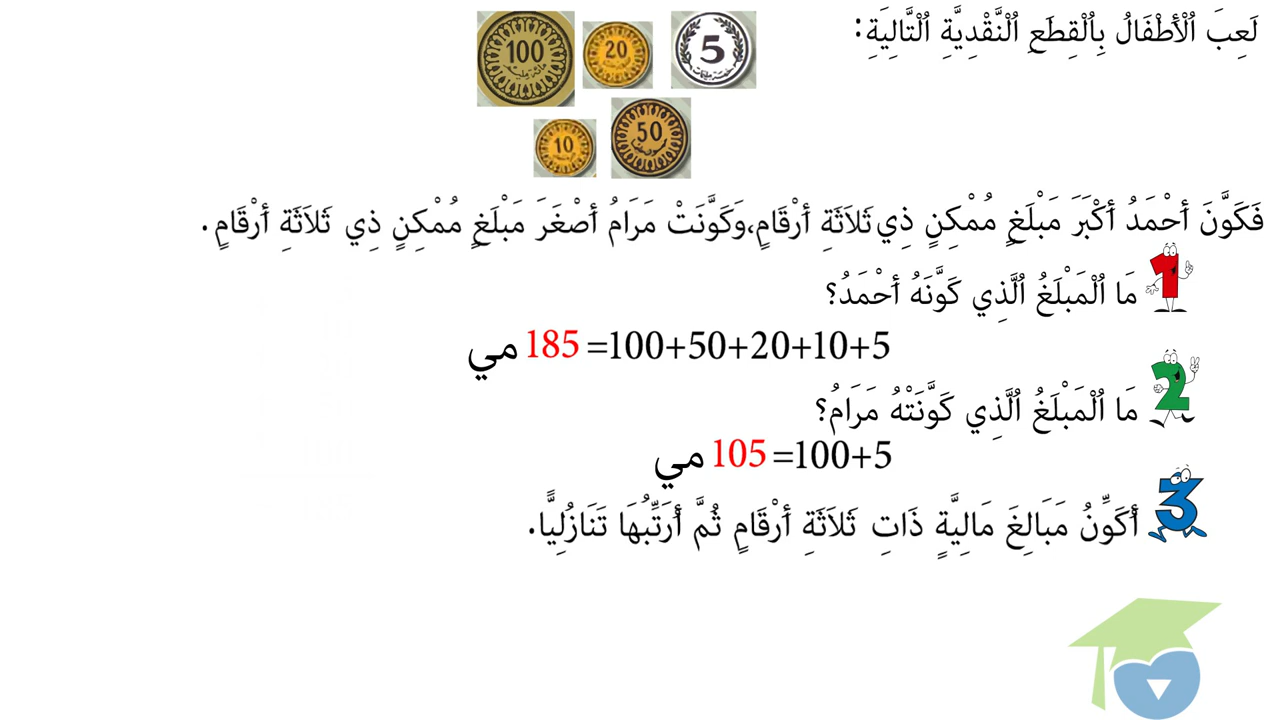 لَعِبَ ٱلْأَطْفَالُ بِٱلْقِطَعِ ٱلنَّقْدِيَّةِ ٱلتَّالِيَةِ:
5 20 100
50 10
فَكَوَّنَ أَحْمَدُ أَكْبَرَ مَبْلَغٍ مُمْكِنٍ ذِي ثَلَاثَةِ أَرْقَامٍ،وَكَوَّنَتْ مَرَامُ أَصْغَرَ مَبْلَغٍ مُمْكِنٍ ذِي ثَلَاثَةِ أَرْقَامٍ.
1 مَا ٱلْمَبْلَغُ ٱلَّذِي كَوَّنَهُ أَحْمَدُ؟
مي 185 =100+50+20+10+5
2 مَا ٱلْمَبْلَغُ ٱلَّذِي كَوَّنَتْهُ مَرَامُ؟
مي 105 =100+5
3 أُكَوِّنُ مَبَالِغَ مَالِيَّةٍ ذَاتِ ثَلَاثَةِ أَرْقَامٍ ثُمَّ أُرَتِّبُهَا تَنَازُلِيًّا.